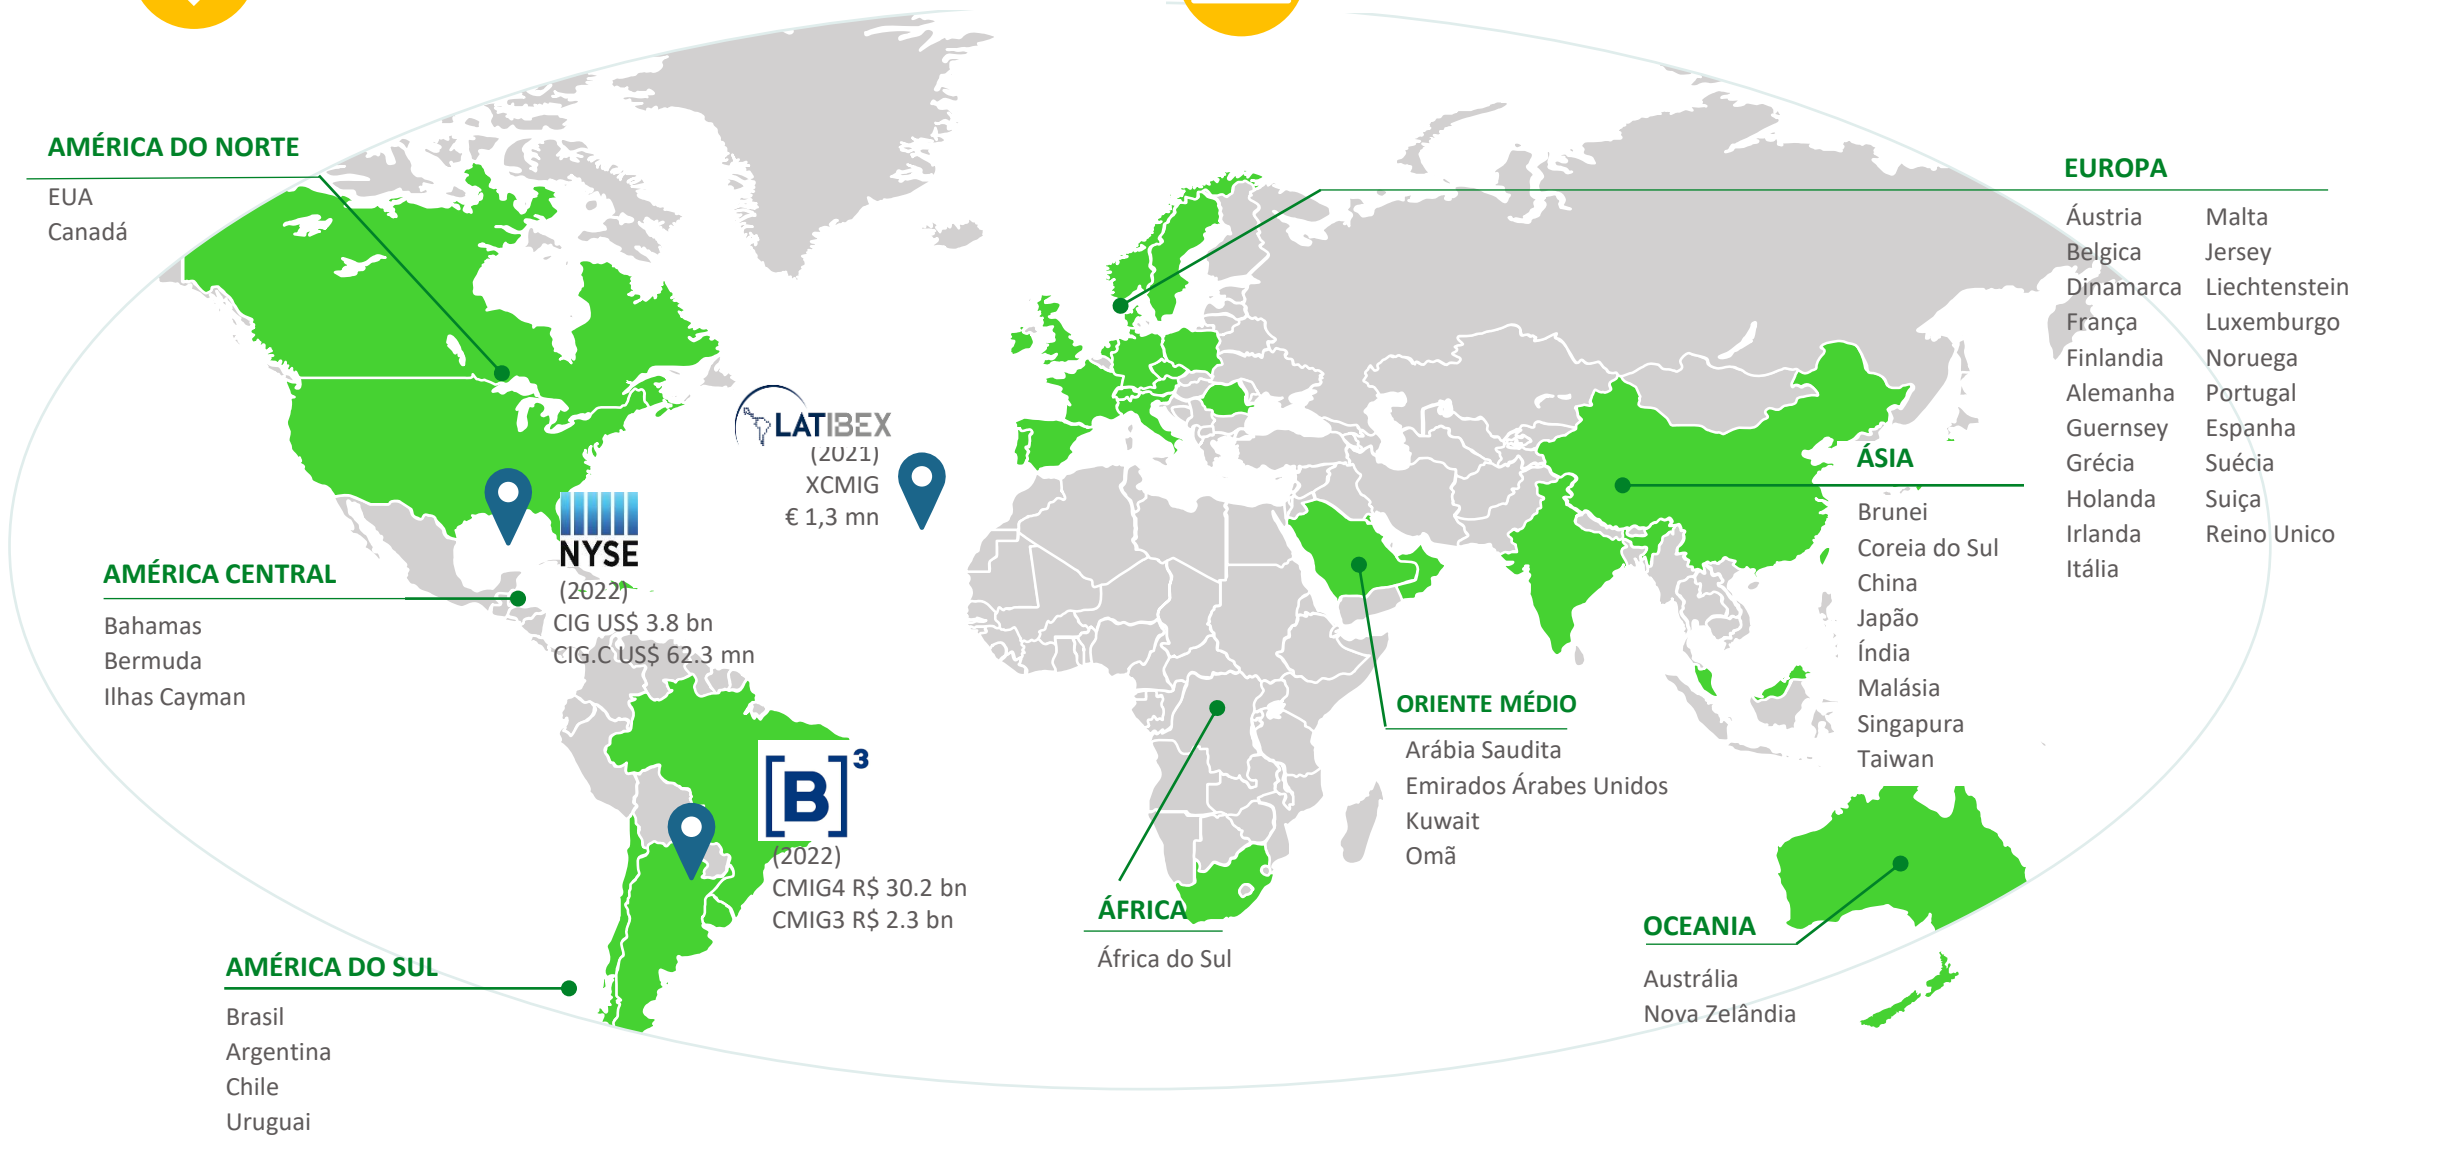 AMÉRICA DO NORTE
EUA
Canadá
AMÉRICA CENTRAL
Bahamas
Bermuda
Ilhas Cayman
AMÉRICA DO SUL
Brasil
Argentina
Chile
Uruguai
LATIBEX
(2021)
XCMIG
€ 1,3 mn
NYSE
(2022)
CIG US$ 3.8 bn
CIG.C US$ 62.3 mn
[B]³
(2022)
CMIG4 R$ 30.2 bn
CMIG3 R$ 2.3 bn
ÁFRICA
África do Sul
ORIENTE MÉDIO
Arábia Saudita
Emirados Árabes Unidos
Kuwait
Omã
EUROPA
Áustria
Belgica
Dinamarca
França
Finlandia
Alemanha
Guernsey
Grécia
Holanda
Irlanda
Itália
Malta
Jersey
Liechtenstein
Luxemburgo
Noruega
Portugal
Espanha
Suécia
Suiça
Reino Unico
ÁSIA
Brunei
Coreia do Sul
China
Japão
Índia
Malásia
Singapura
Taiwan
OCEANIA
Austrália
Nova Zelândia